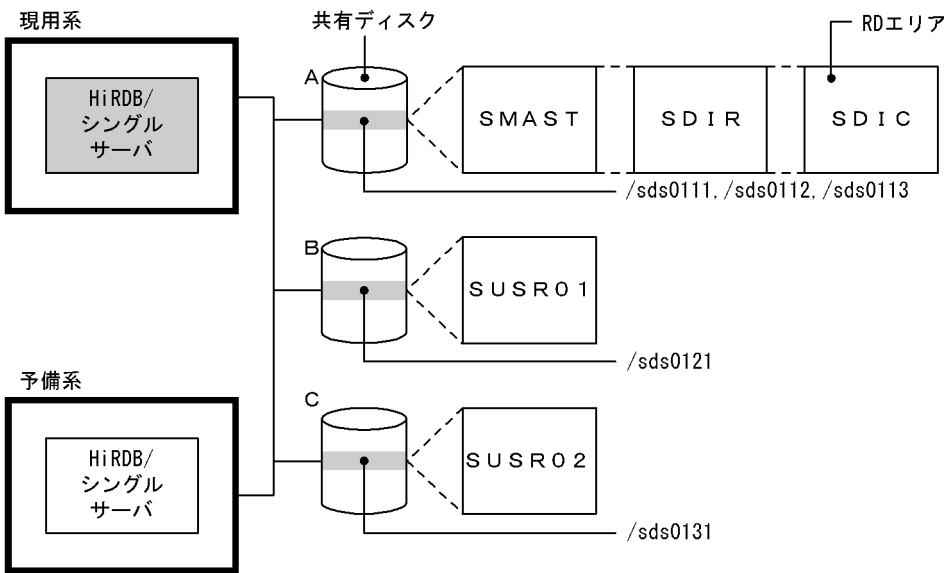 現用系
共有ディスク
RDエリア
HiRDB/
シングル
サーバ
A
SMAST
SDIR
SDIC
/sds0111, /sds0112, /sds0113
B
SUSR01
/sds0121
予備系
HiRDB/
シングル
サーバ
C
SUSR02
/sds0131